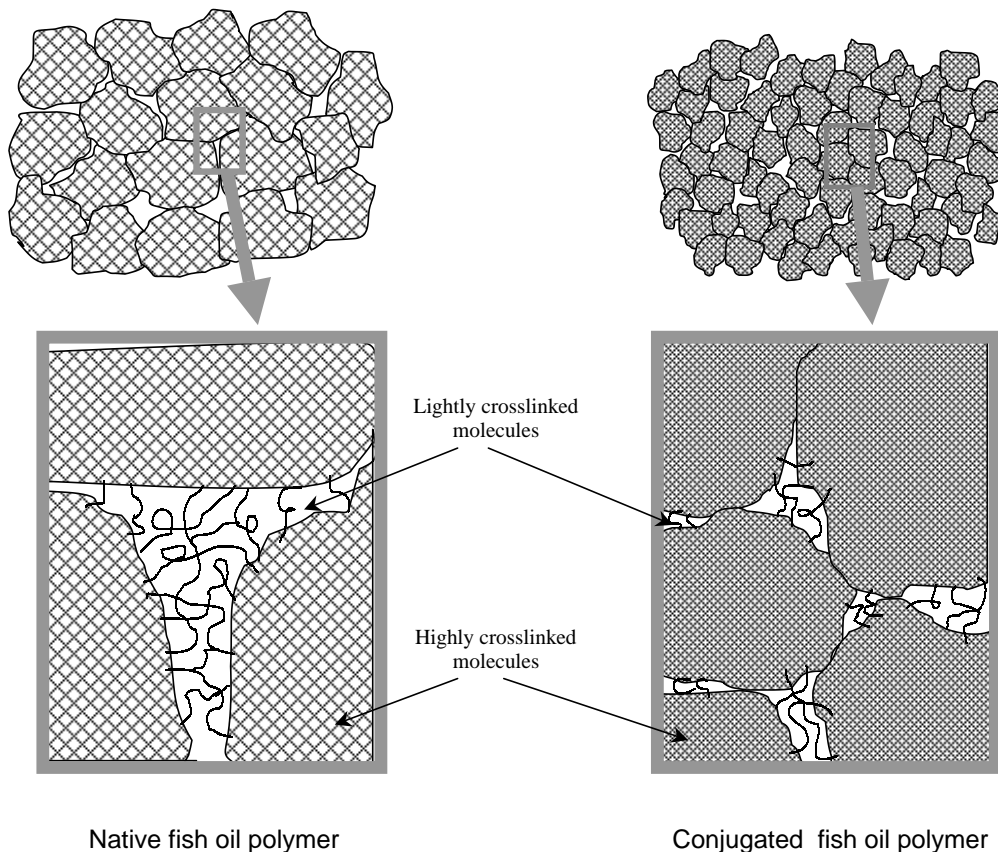 Lightly crosslinked
molecules
Highly crosslinked
molecules
Native fish oil polymer
Conjugated fish oil polymer